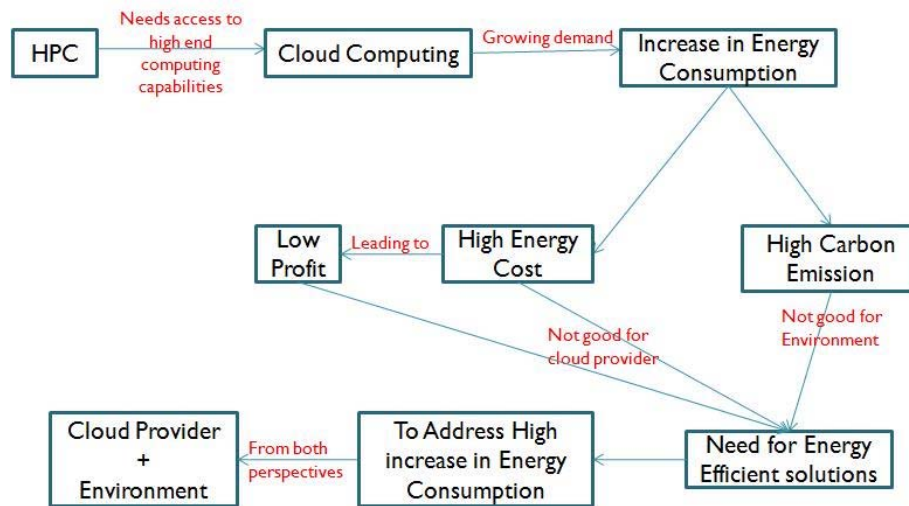 HPC
Needs access to
high end
computing
capabilities
Cloud Computing
Growing demand
Increase in Energy
Consumption
Low
Profit
Leading to
High Energy
Cost
High Carbon
Emission
Not good for
cloud provider
Not good for
Environment
Cloud Provider
+
Environment
From both
perspectives
To Address High
increase in Energy
Consumption
Need for Energy
Efficient solutions